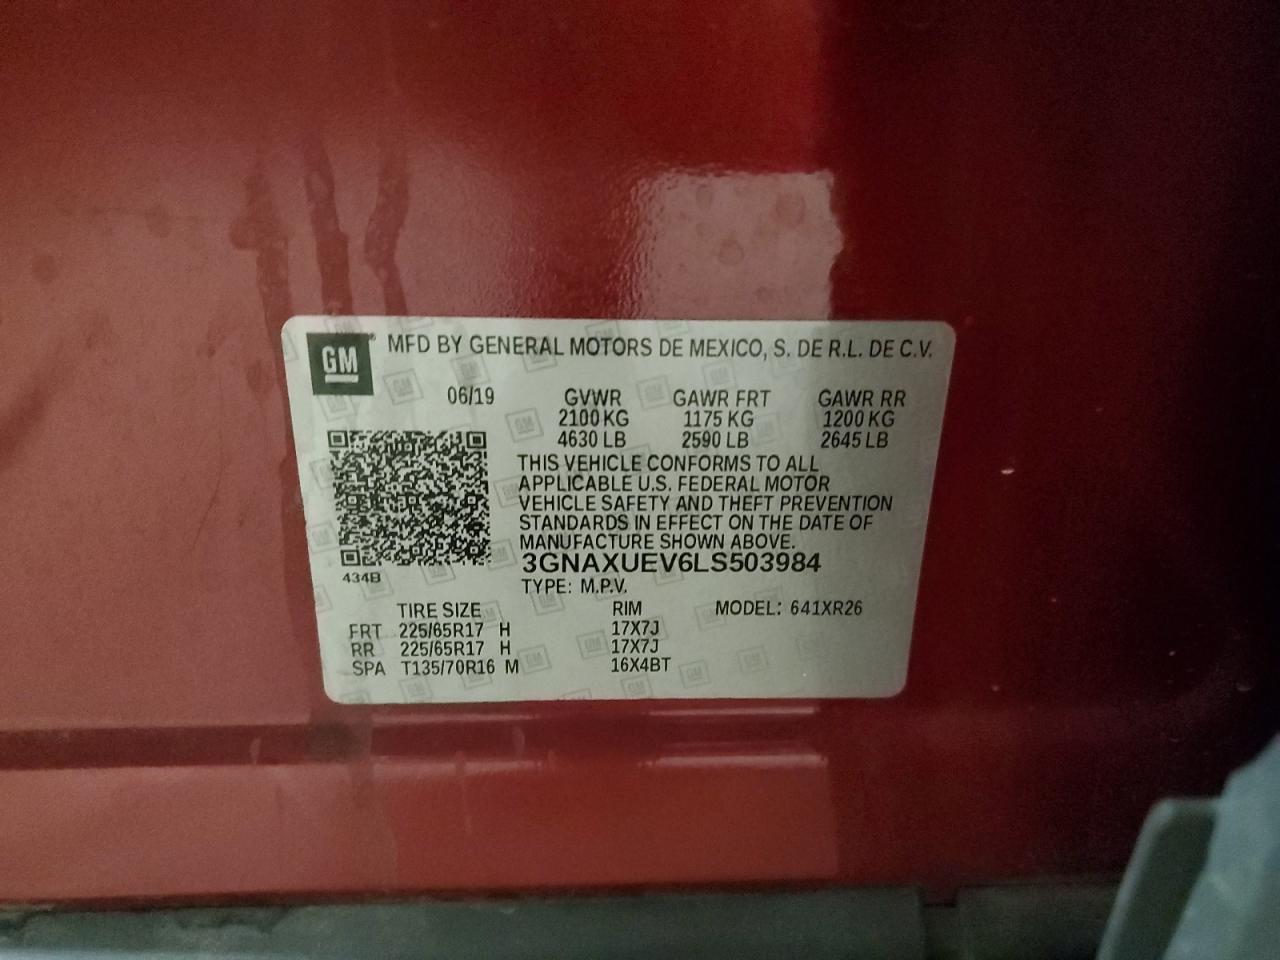 GM® MFD BY GENERAL MOTORS DE MEXICO, S. DE R.L. DE C.V.
06/19 GVWR GAWR FRT GAWR RR
2100 KG 1175 KG 1200 KG
4630 LB 2590 LB 2645 LB
THIS VEHICLE CONFORMS TO ALL
APPLICABLE U.S. FEDERAL MOTOR
VEHICLE SAFETY AND THEFT PREVENTION
STANDARDS IN EFFECT ON THE DATE OF
MANUFACTURE SHOWN ABOVE.
3GNAXUEV6LS503984
434B
TYPE: M.P.V.
TIRE SIZE RIM MODEL: 641XR26
FRT 225/65R17 H 17X7J
RR 225/65R17 H 17X7J
SPA T135/70R16 M 16X4BT